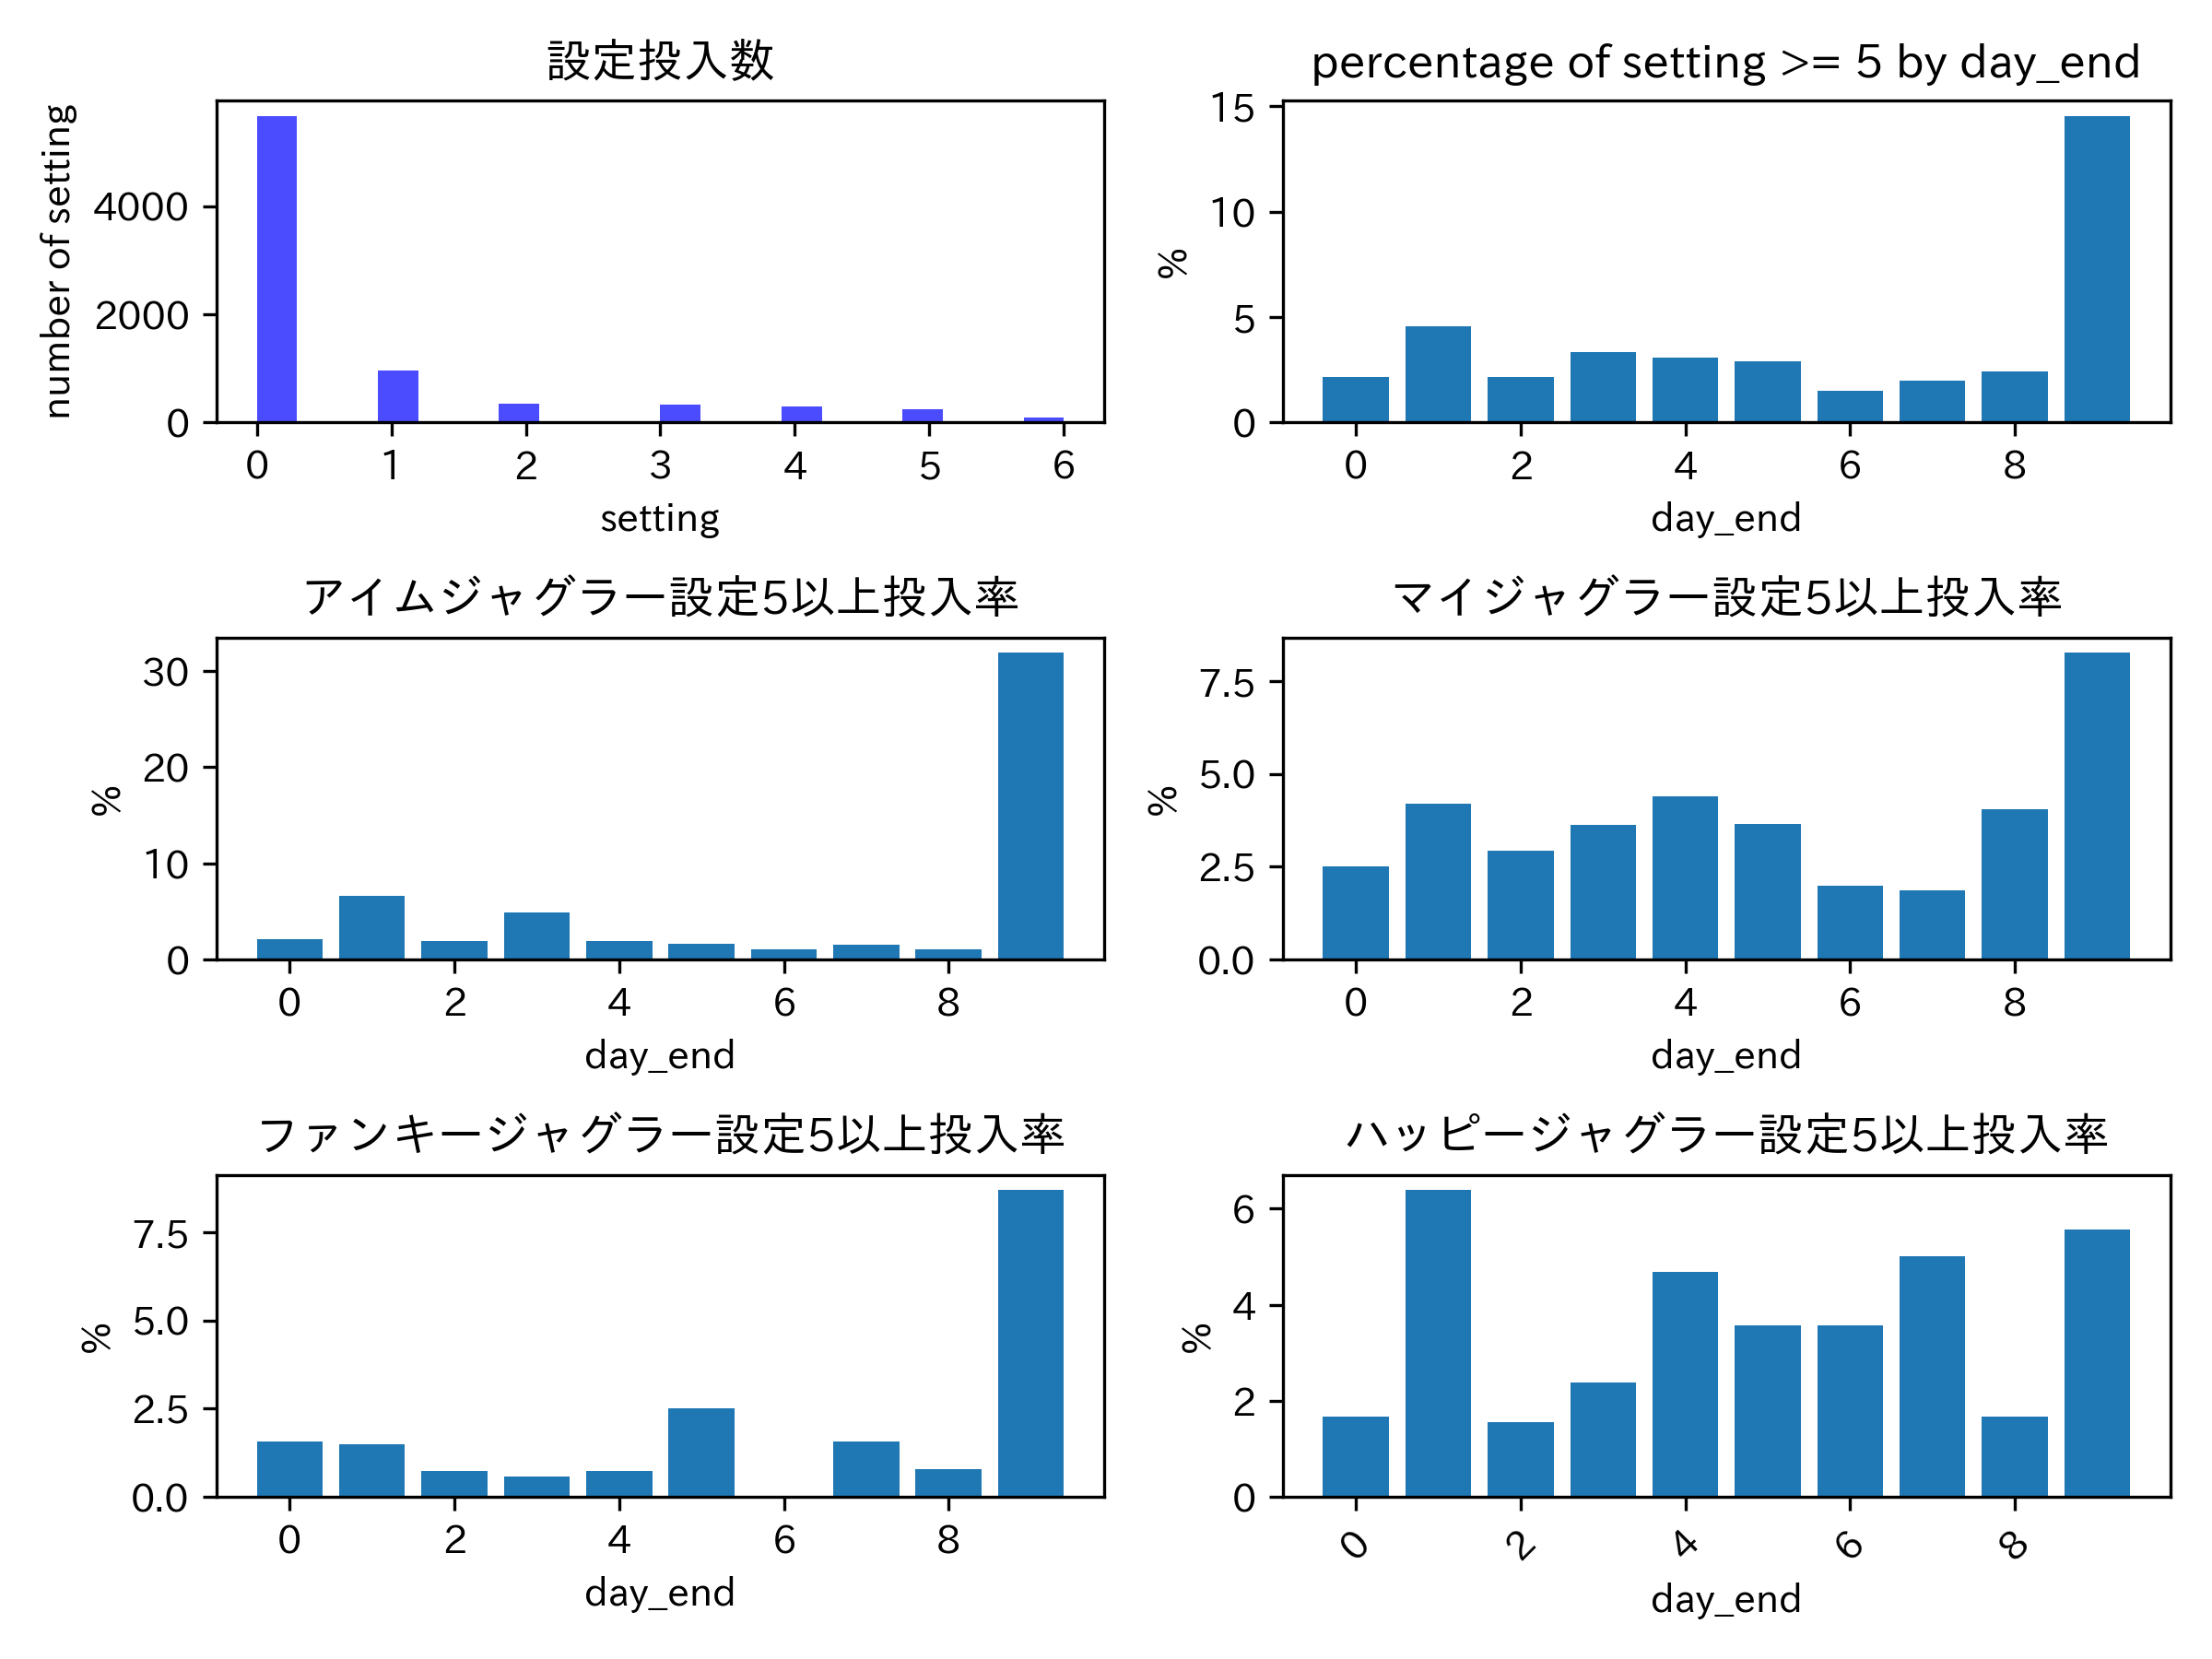 設定投入数
number of setting
4000
2000
0
0 1 2 3 4 5 6
setting
percentage of setting >= 5 by day_end
%
15
10
5
0
0 2 4 6 8
day_end
アイムジャグラー設定5以上投入率
%
30
20
10
0
0 2 4 6 8
day_end
マイジャグラー設定5以上投入率
%
7.5
5.0
2.5
0.0
0 2 4 6 8
day_end
ファンキージャグラー設定5以上投入率
%
7.5
5.0
2.5
0.0
0 2 4 6 8
day_end
ハッピージャグラー設定5以上投入率
%
6
4
2
0
0 2 4 6 8
day_end